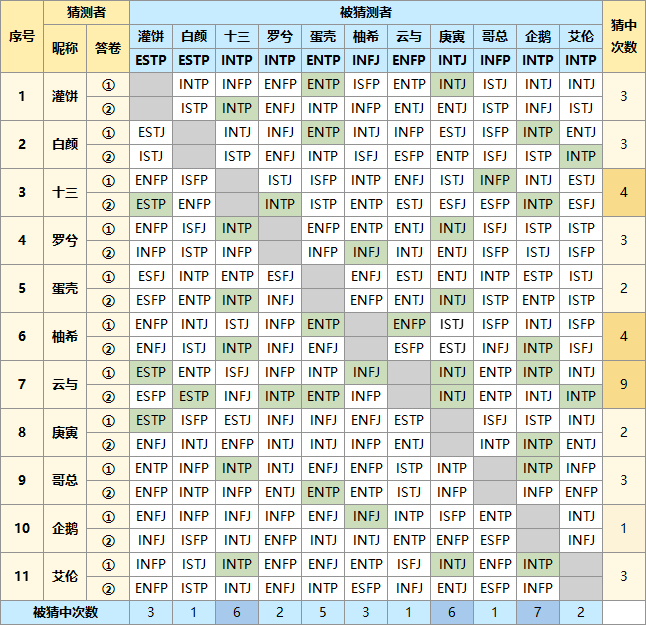 序号 猜测者 被猜测者 猜中次数
昵称 答卷 灌饼 白颜 十三 罗兮 蛋壳 柚希 云与 庚寅 哥总 企鹅 艾伦
ESTP ESTP INTP INTP ENTP INFJ ENFP INTJ INFP INTP INTP
1 灌饼 ① INTP INFP ENFP ENTP ISFP ENTP INTJ ISTJ INTJ INTJ 3
② ISTP INTP ENFJ INTP INFP ENFJ ENTJ ISTP INFJ ISTJ
2 白颜 ① ESTJ INTJ INFJ ENTP INTJ INFP ESTJ ISFP INTP ENTJ 3
② ISTJ ISTP ENFJ INTP ISFJ ESFP ENTP ISFJ ISTP INTP
3 十三 ① ENFP ISFP ISTJ ISFP INTP ENFJ ISTJ INFP INTJ ESTJ 4
② ESTP ENFP INTP ISTP ENTP ESTJ ESFJ ESFP INTP ESFJ
4 罗兮 ① ENFP ISFJ INTP ENFP ENTP ENTJ INTJ ISFJ ISTP INTJ 3
② INFP ISTP INFP INFP INFJ INTJ ENTJ ISFP ISTJ ISFP
5 蛋壳 ① ESFJ INTP ENTP ESFJ ENFJ ESTJ ENTJ INTP ESTP ISTJ 2
② ESFP ENTP INTP INFJ ENFP ENTJ INTJ ISTP ENTP ISTP
6 柚希 ① ENFP INTJ ISTJ INFP ENTP ENFP ISTJ ISFP INTJ ISFP 4
② ENFJ ISTJ INTP INFJ ENFJ ESFP ESTJ INFJ INTP ISFJ
7 云与 ① ESTP ENTP ISFJ INFP INTP INFJ INTJ ENTP INTP INTJ 9
② ESFP ESTP INFJ INTP ENTP INFP INTJ ENTP INTJ INTP
8 庚寅 ① ESTP ISFP ESTJ INFJ INFJ ENFJ ESTP ISFJ ISTP INTJ 2
② ENFJ INTJ ENFP INTJ INTJ INFP ENTJ INTP INTP ENTJ
9 哥总 ① ENTP INFP INTP INTJ ENFJ ENFP ISTP INTP INTP INFP 3
② ENFP INTP INFP ENTJ ENTP ENTP ISTJ INFP INFP ENFP
10 企鹅 ① ENFJ INFP INFJ INFP ENFJ INFJ INTP ISFP ENTP INTJ 1
② INFJ ISFP INTJ ENFP INTJ INTJ ENTP ENFP ESFP INFJ
11 艾伦 ① INFP ISTJ INTP ENFP ENFJ ENTP ISFJ INTJ ENFP INTP 3
② ENFP ISTP INTJ ENFJ INTP ESFP INFJ ENTJ ESFP INFP
被猜中次数 3 1 6 2 5 3 1 6 1 7 2